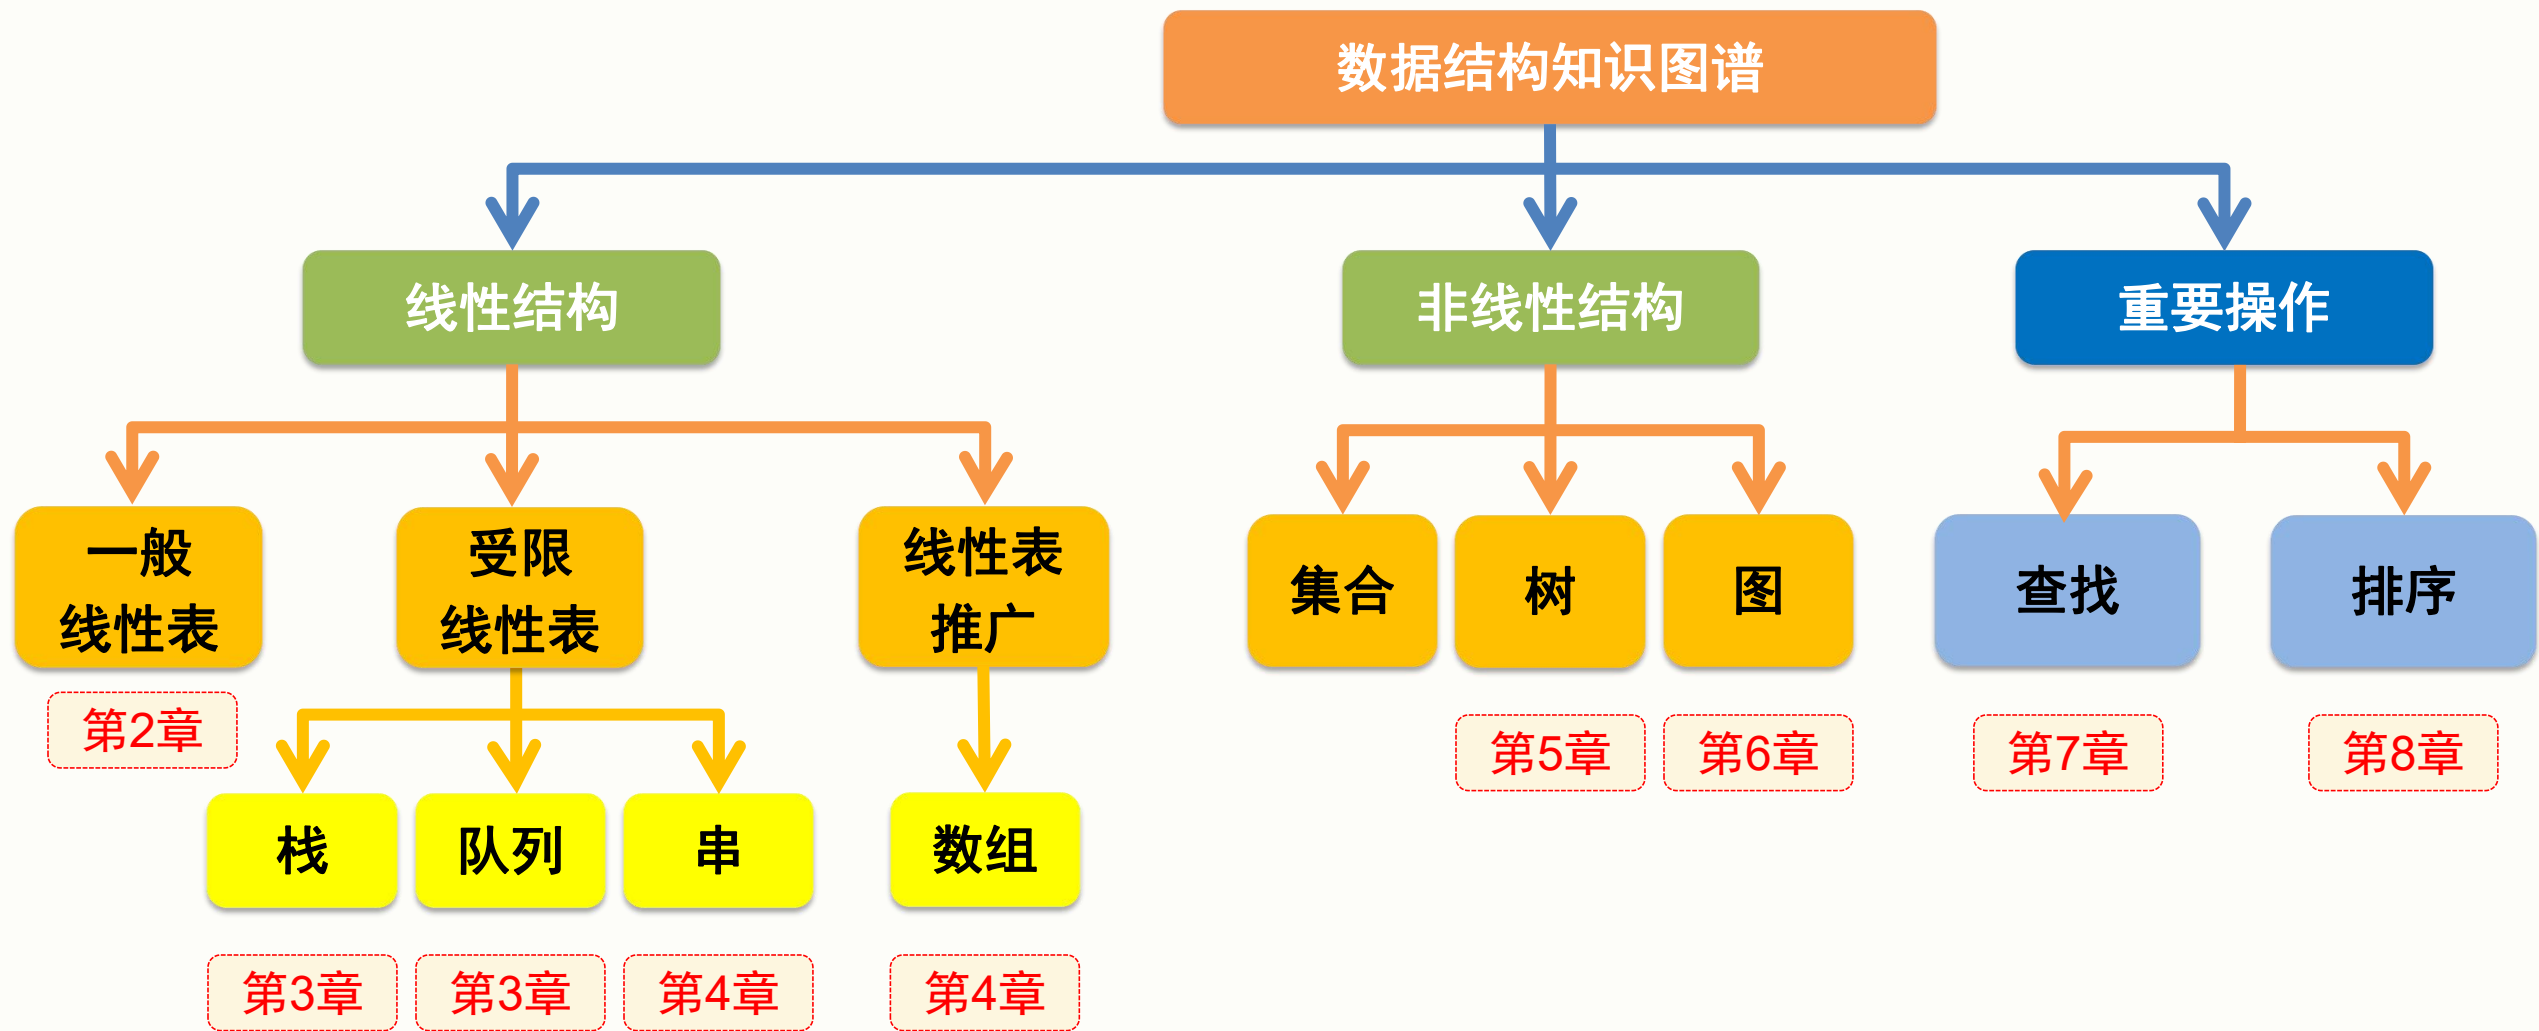 数据结构知识图谱
线性结构
非线性结构
重要操作
一般
线性表
受限
线性表
线性表
推广
集合
树
图
查找
排序
第2章
第5章
第6章
第7章
第8章
栈
队列
串
数组
第3章
第3章
第4章
第4章